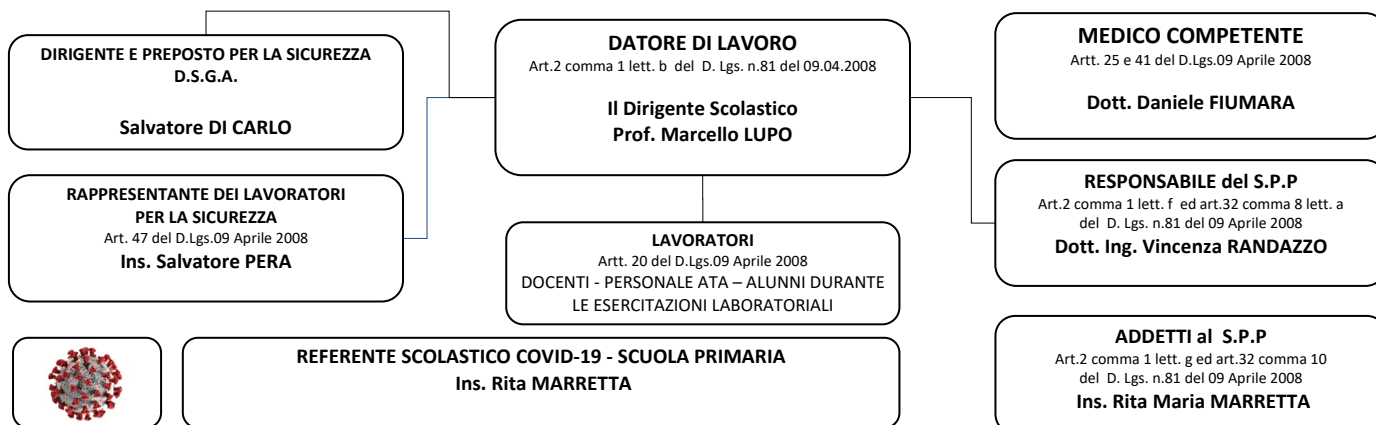 DIRIGENTE E PREPOSTO PER LA SICUREZZA
D.S.G.A.
Salvatore DI CARLO
DATORE DI LAVORO
Art.2 comma 1 lett. b del D. Lgs. n.81 del 09.04.2008
Il Dirigente Scolastico
Prof. Marcello LUPO
MEDICO COMPETENTE
Artt. 25 e 41 del D.Lgs.09 Aprile 2008
Dott. Daniele FIUMARA
RAPPRESENTANTE DEI LAVORATORI
PER LA SICUREZZA
Art. 47 del D.Lgs.09 Aprile 2008
Ins. Salvatore PERA
LAVORATORI
Artt. 20 del D.Lgs.09 Aprile 2008
DOCENTI - PERSONALE ATA – ALUNNI DURANTE
LE ESERCITAZIONI LABORATORIALI
RESPONSABILE del S.P.P
Art.2 comma 1 lett. f ed art.32 comma 8 lett. a
del D. Lgs. n.81 del 09 Aprile 2008
Dott. Ing. Vincenza RANDAZZO
REFERENTE SCOLASTICO COVID-19 - SCUOLA PRIMARIA
Ins. Rita MARRETTA
ADDETTI al S.P.P
Art.2 comma 1 lett. g ed art.32 comma 10
del D. Lgs. n.81 del 09 Aprile 2008
Ins. Rita Maria MARRETTA